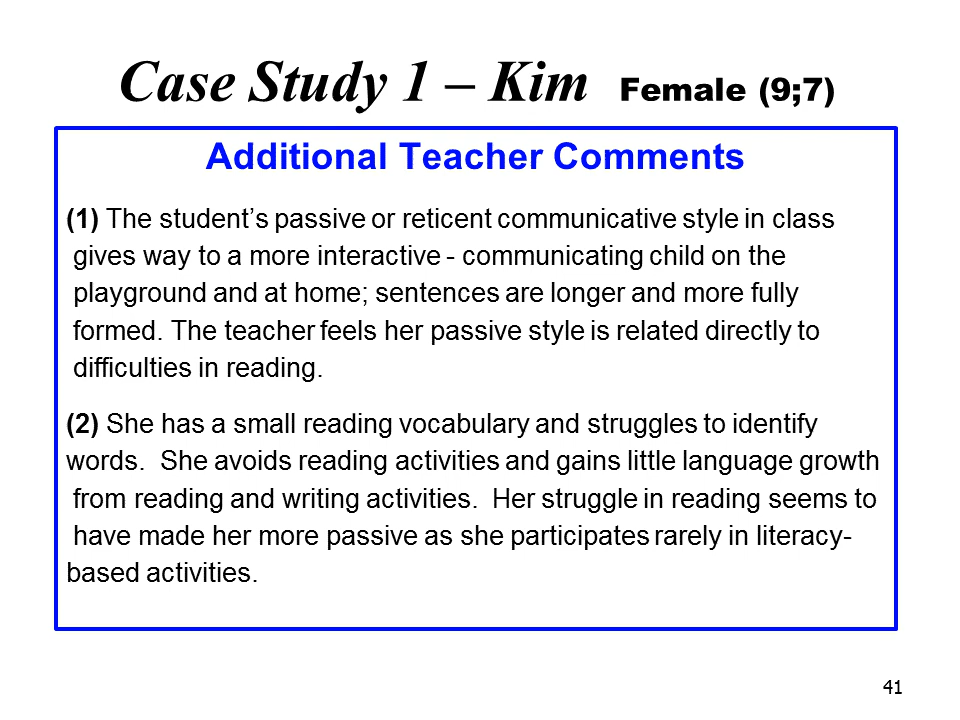 Case Study 1 – Kim Female (9;7)
Additional Teacher Comments
(1) The student’s passive or reticent communicative style in class
gives way to a more interactive - communicating child on the
playground and at home; sentences are longer and more fully
formed. The teacher feels her passive style is related directly to
difficulties in reading.
(2) She has a small reading vocabulary and struggles to identify
words.  She avoids reading activities and gains little language growth
from reading and writing activities.  Her struggle in reading seems to
have made her more passive as she participates rarely in literacy-
based activities.
41